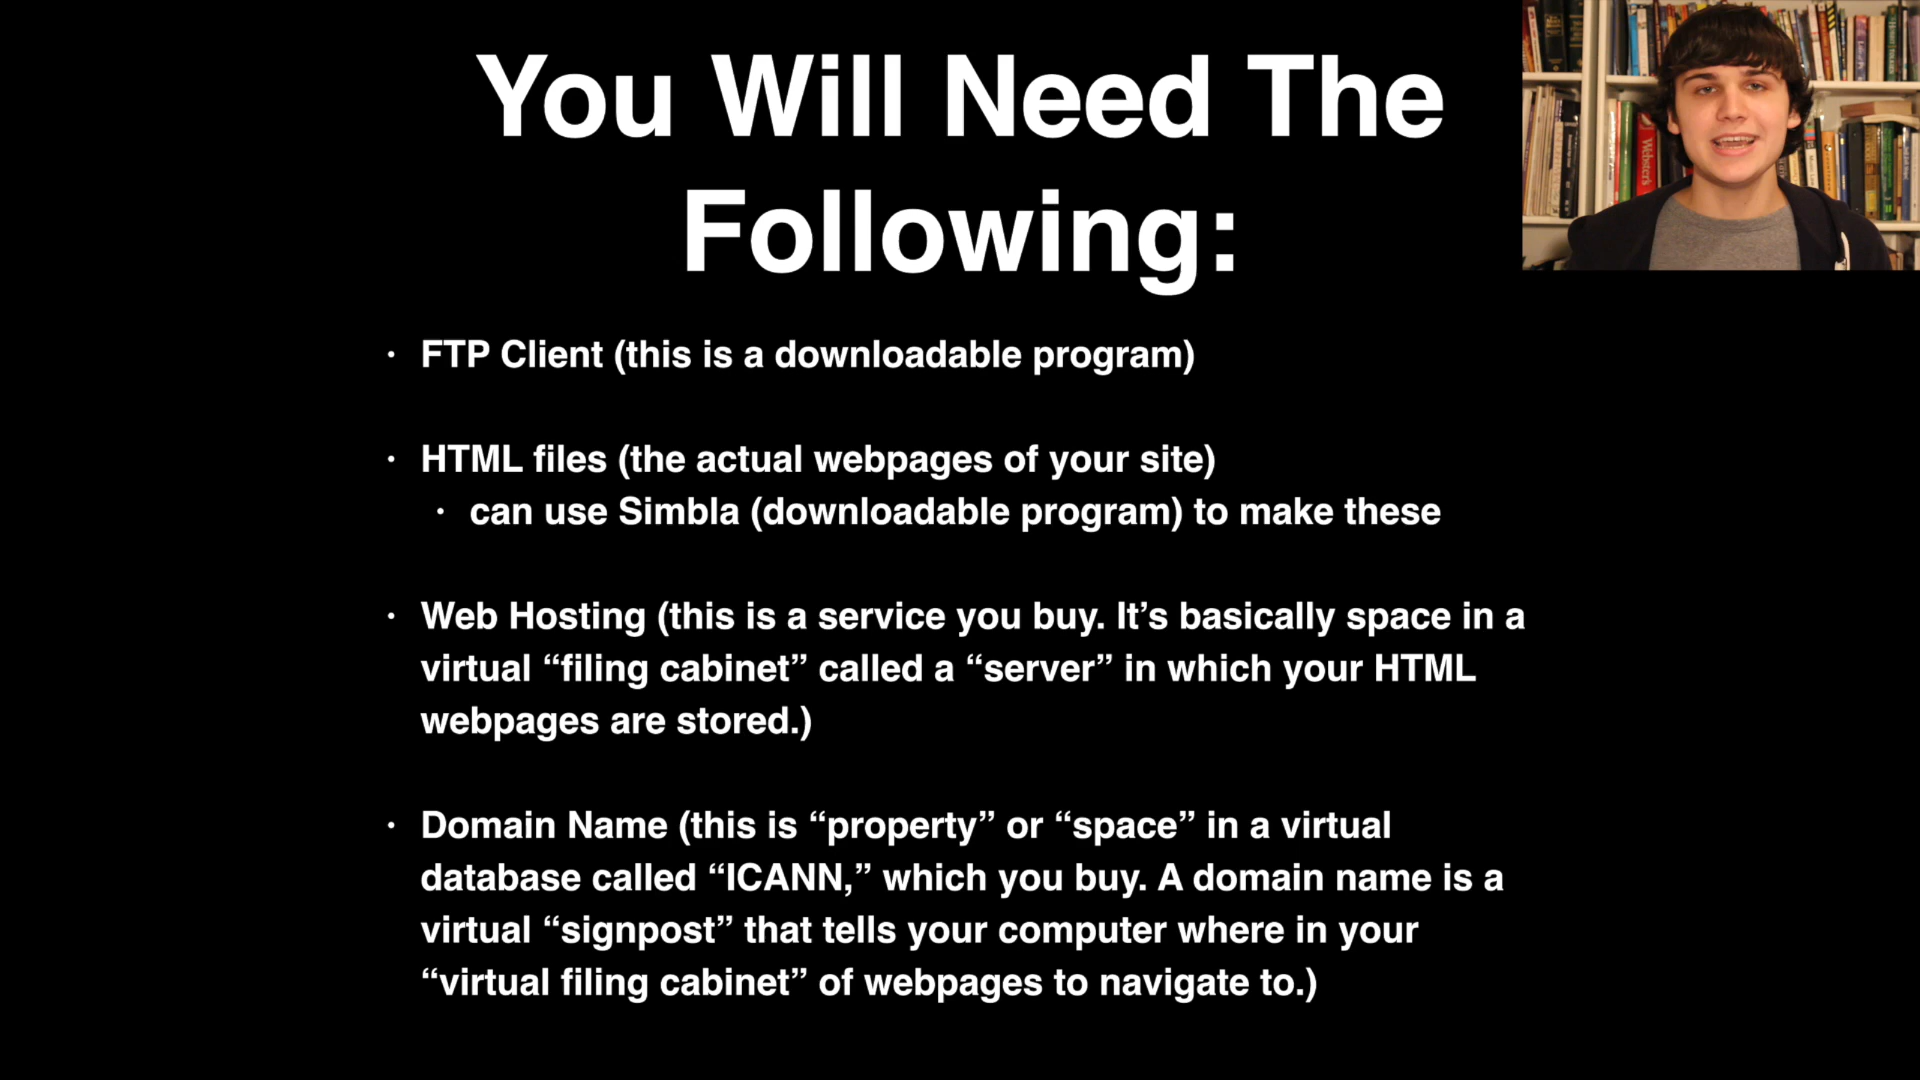 You Will Need The
Following:
· FTP Client (this is a downloadable program)
· HTML files (the actual webpages of your site)
· can use Simbla (downloadable program) to make these
· Web Hosting (this is a service you buy. It’s basically space in a
virtual “filing cabinet” called a “server” in which your HTML
webpages are stored.)
· Domain Name (this is “property” or “space” in a virtual
database called “ICANN,” which you buy. A domain name is a
virtual “signpost” that tells your computer where in your
“virtual filing cabinet” of webpages to navigate to.)
Webster's